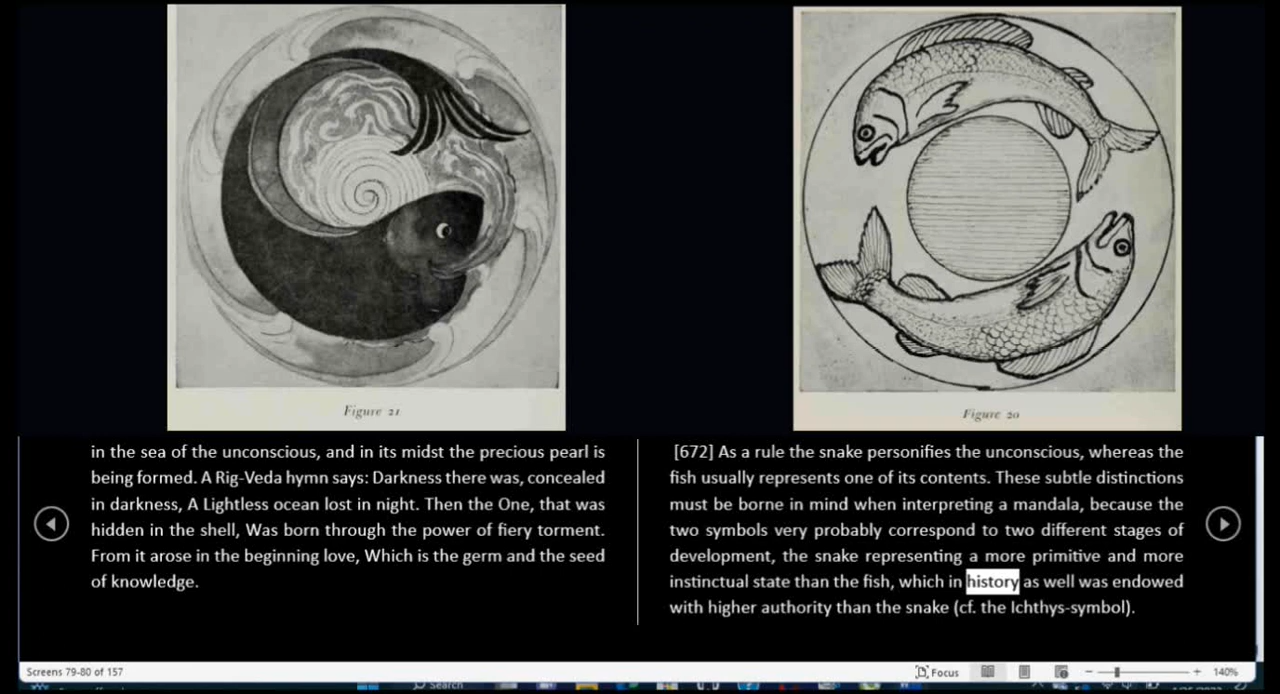 Figure 21
in the sea of the unconscious, and in its midst the precious pearl is
being formed. A Rig-Veda hymn says: Darkness there was, concealed
in darkness, A Lightless ocean lost in night. Then the One, that was
hidden in the shell, Was born through the power of fiery torment.
From it arose in the beginning love, Which is the germ and the seed
of knowledge.
Figure 20
[672] As a rule the snake personifies the unconscious, whereas the
fish usually represents one of its contents. These subtle distinctions
must be borne in mind when interpreting a mandala, because the
two symbols very probably correspond to two different stages of
development, the snake representing a more primitive and more
instinctual state than the fish, which in history as well was endowed
with higher authority than the snake (cf. the Ichthys-symbol).
Screens 79-80 of 157
Focus
140%
Search